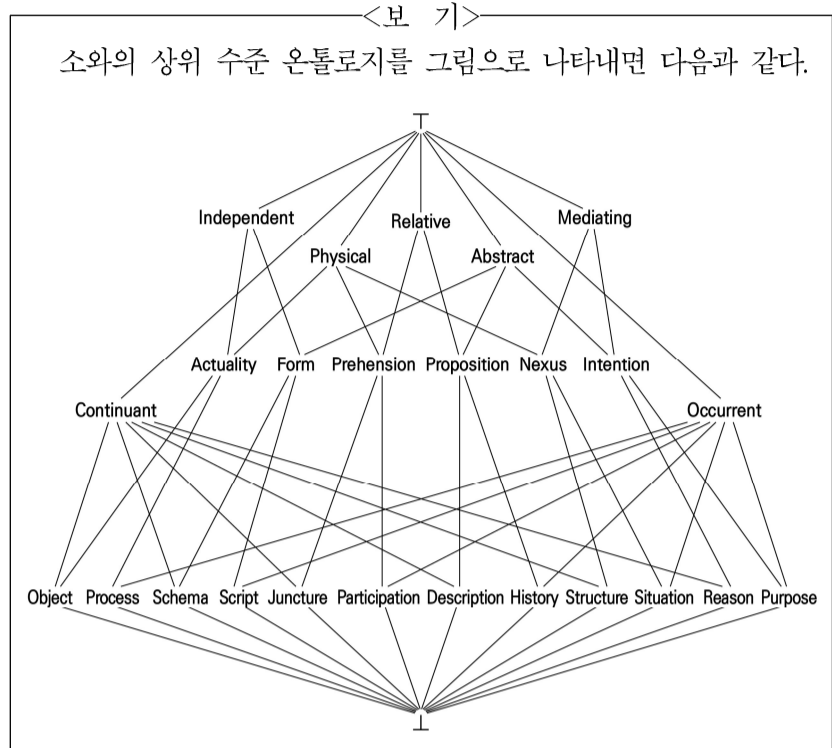 <보 기>
소와의 상위 수준 온톨로지를 그림으로 나타내면 다음과 같다.
⊤
Independent Relative Mediating
Physical Abstract
Actuality Form Prehension Proposition Nexus Intention
Continuant Occurrent
Object Process Schema Script Juncture Participation Description History Structure Situation Reason Purpose
⊥